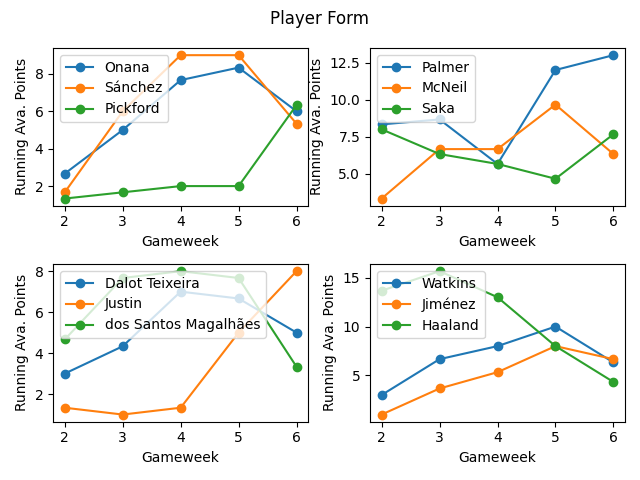 Player Form
Running Ava. Points
8
6
4
2
Onana
Sánchez
Pickford
2 3 4 5 6
Gameweek
Running Ava. Points
12.5
10.0
7.5
5.0
Palmer
McNeil
Saka
2 3 4 5 6
Gameweek
Running Ava. Points
8
6
4
2
Dalot Teixeira
Justin
dos Santos Magalhães
2 3 4 5 6
Gameweek
Running Ava. Points
15
10
5
Watkins
Jiménez
Haaland
2 3 4 5 6
Gameweek